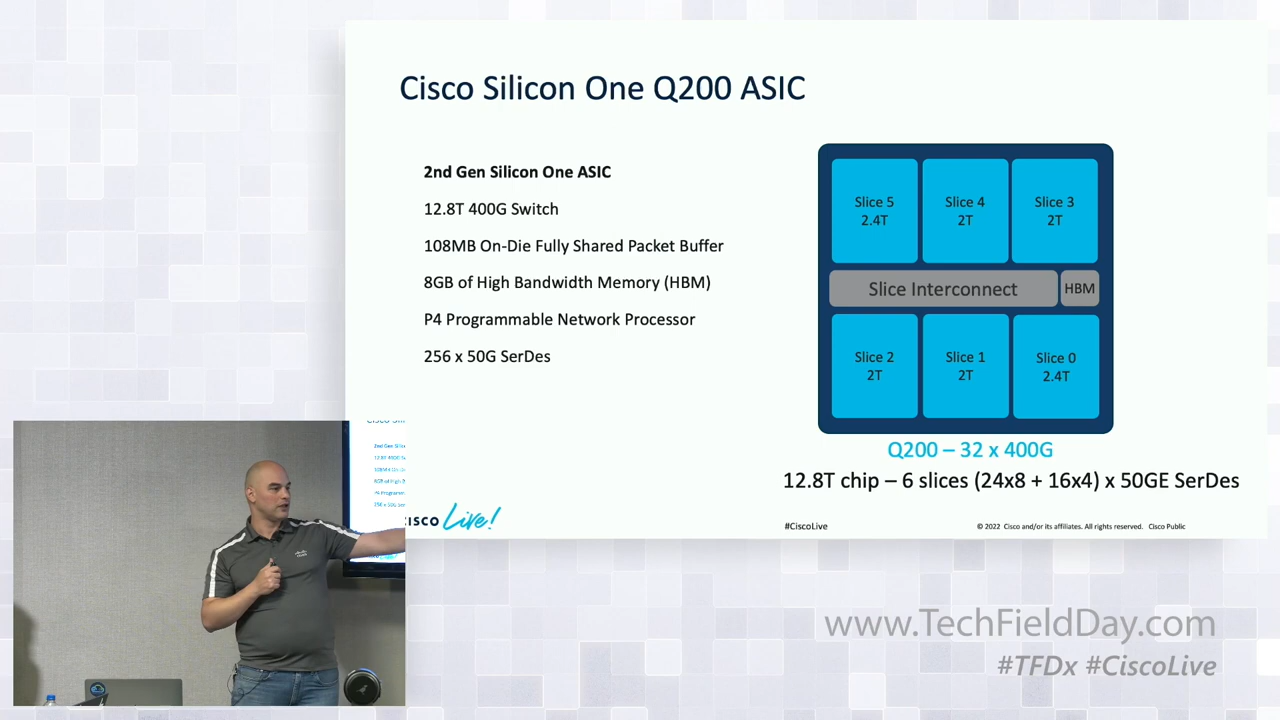 Cisco Silicon One Q200 ASIC
2nd Gen Silicon One ASIC
12.8T 400G Switch
108MB On-Die Fully Shared Packet Buffer
8GB of High Bandwidth Memory (HBM)
P4 Programmable Network Processor
256 x 50G SerDes
Slice 5
2.4T
Slice 4
2T
Slice 3
2T
Slice Interconnect
HBM
Slice 2
2T
Slice 1
2T
Slice 0
2.4T
Q200 – 32 x 400G
12.8T chip – 6 slices (24x8 + 16x4) x 50GE SerDes
Live!
#CiscoLive
© 2022 Cisco and/or its affiliates. All rights reserved. Cisco Public
www.TechFieldDay.com
#TFDx #CiscoLive